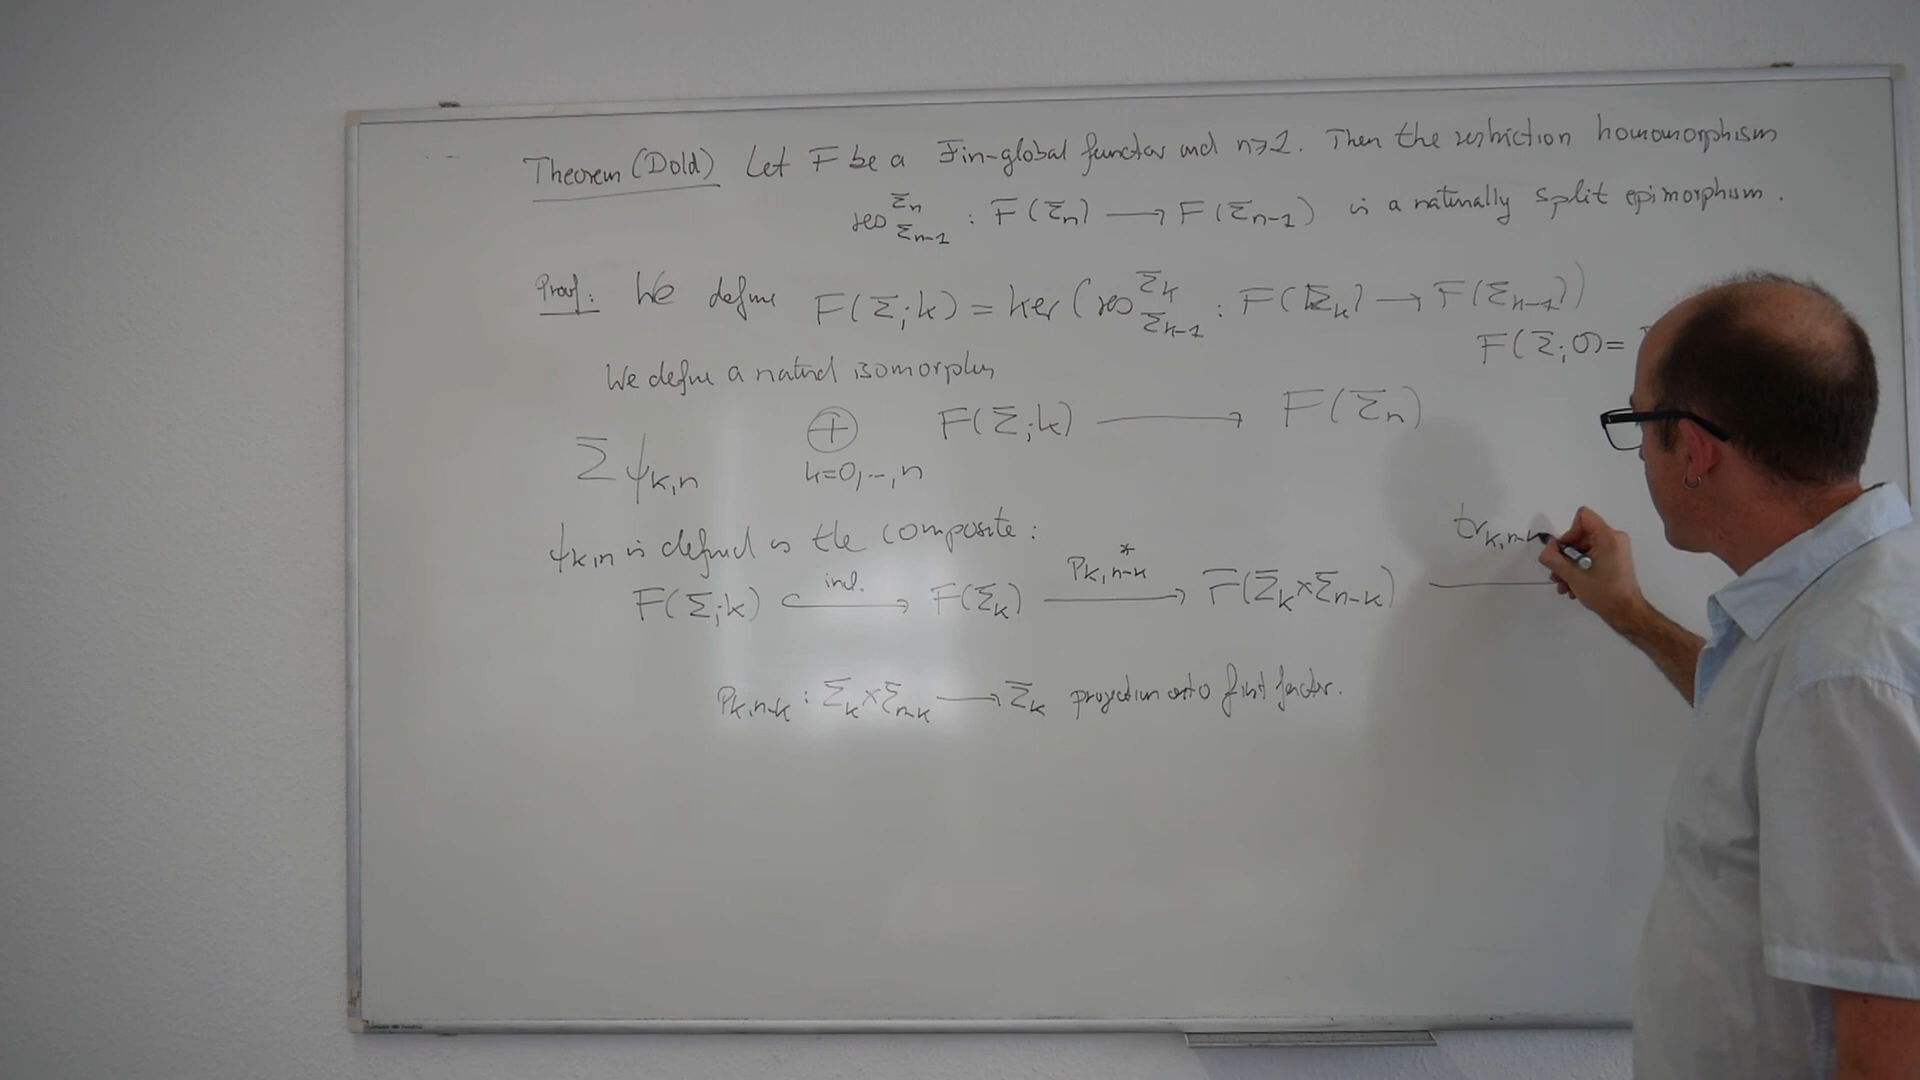 Theorem (Dold) Let F be a Fin-global functor and n≥1. Then the restriction homomorphism
res^{Σn}_{Σn-1} : F(Σn) ⟶ F(Σn-1) is a naturally split epimorphism.
Proof: We define F(Σ;k) = ker(res^{Σk}_{Σk-1} : F(Σk) ⟶ F(Σk-1))
F(Σ;0)=
We define a natural isomorphism
Σ ψk,n ⊕ k=0,...,n F(Σ;k) ⟶ F(Σn)
ψk,n is defined as the composite:
F(Σ;k) incl. ↪ F(Σk) p*k,n-k ⟶ F(Σk×Σn-k) trk,n-k
pk,n-k : Σk×Σn-k ⟶ Σk projection onto first factor.